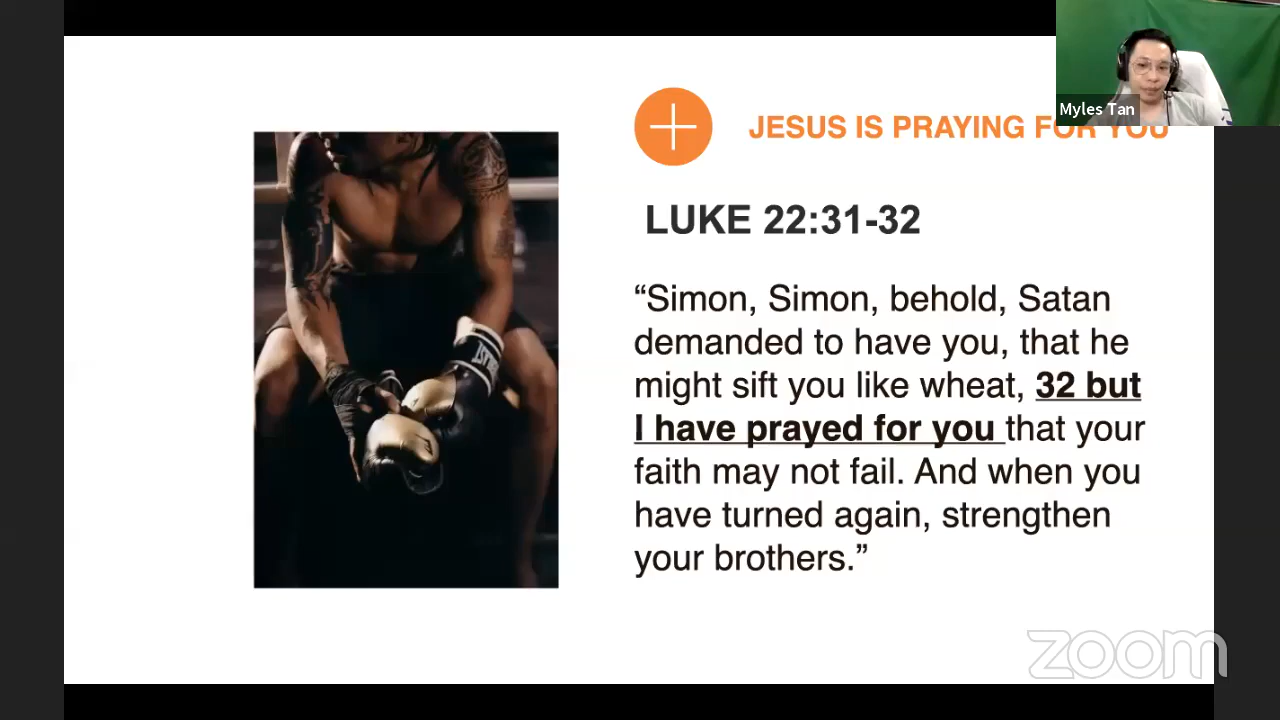 JESUS IS PRAYING FOR YOU
Myles Tan
LUKE 22:31-32
“Simon, Simon, behold, Satan
demanded to have you, that he
might sift you like wheat, 32 but
I have prayed for you that your
faith may not fail. And when you
have turned again, strengthen
your brothers.”
zoom